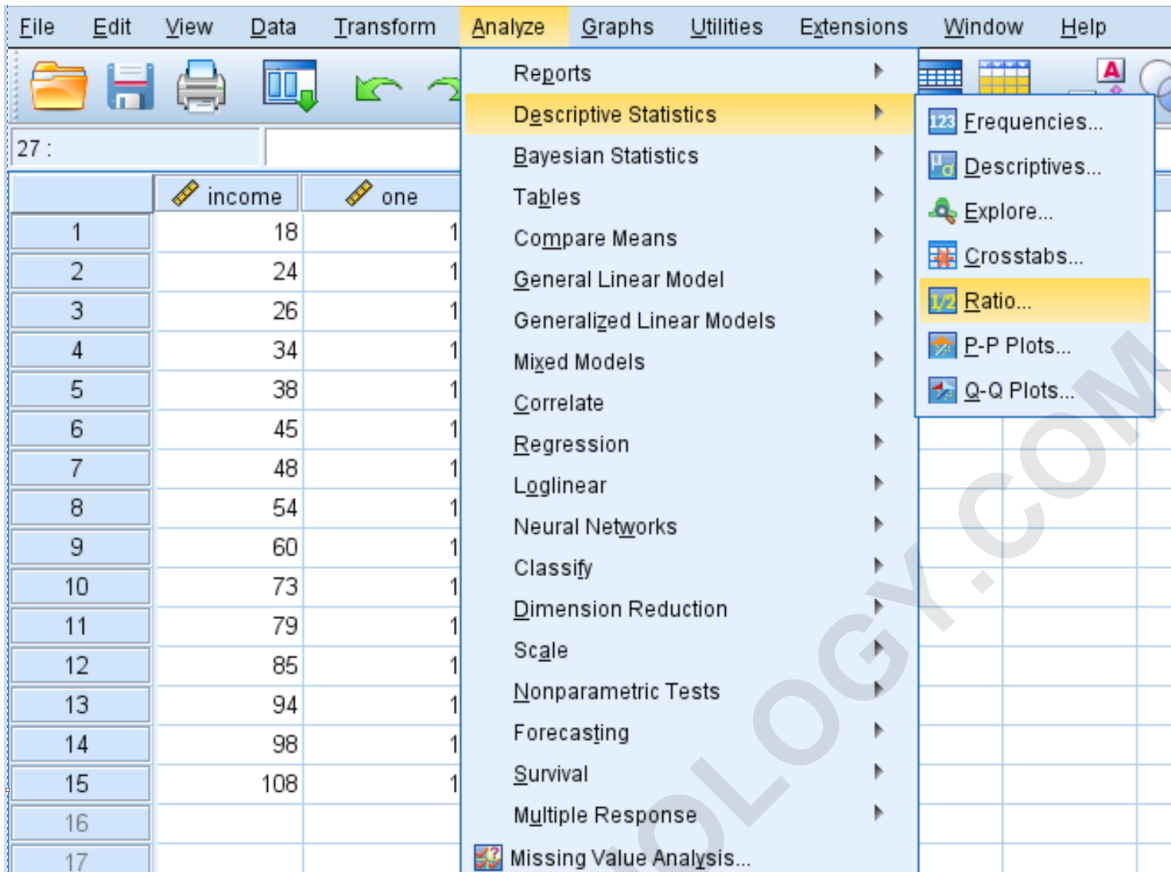 File Edit View Data Transform Analyze Graphs Utilities Extensions Window Help
A
27 :
income one
1 18 1
2 24 1
3 26 1
4 34 1
5 38 1
6 45 1
7 48 1
8 54 1
9 60 1
10 73 1
11 79 1
12 85 1
13 94 1
14 98 1
15 108 1
16
17
Reports
Descriptive Statistics
Bayesian Statistics
Tables
Compare Means
General Linear Model
Generalized Linear Models
Mixed Models
Correlate
Regression
Loglinear
Neural Networks
Classify
Dimension Reduction
Scale
Nonparametric Tests
Forecasting
Survival
Multiple Response
Missing Value Analysis...
123 Frequencies...
μσ Descriptives...
Explore...
Crosstabs...
1/2 Ratio...
P-P Plots...
Q-Q Plots...
OLOGY.COM